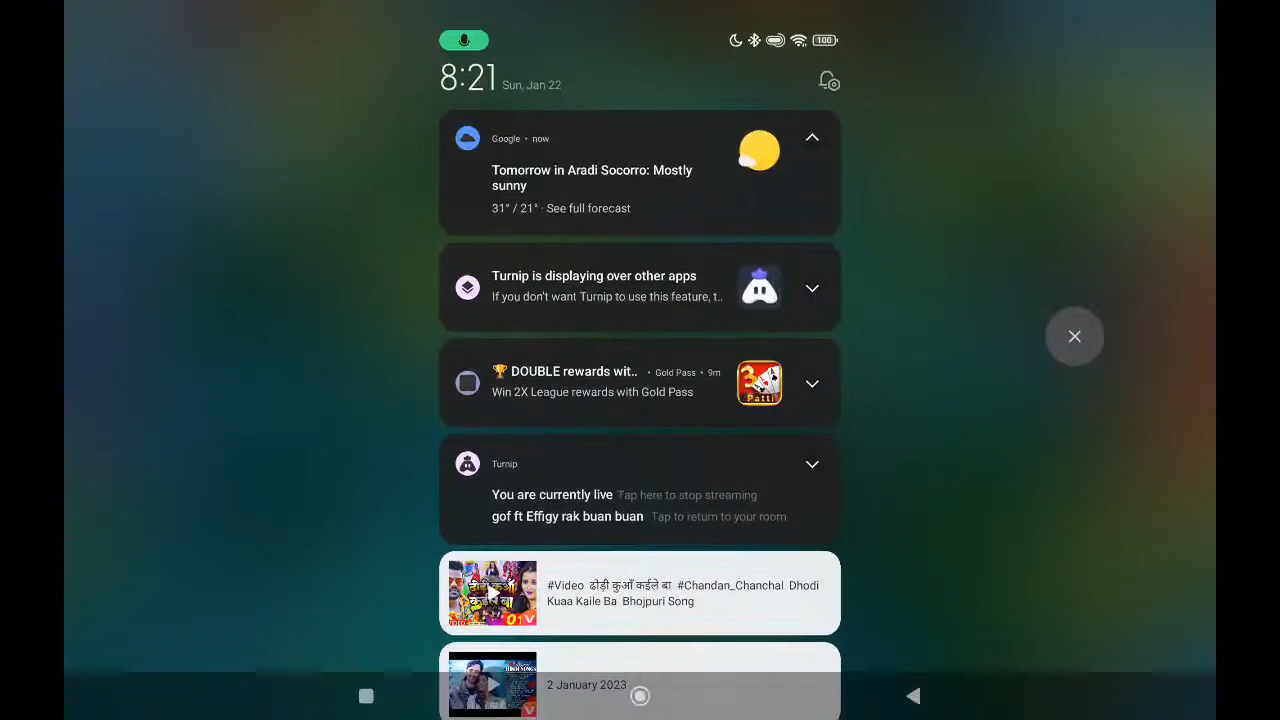 100
8:21 Sun, Jan 22
Google • now
Tomorrow in Aradi Socorro: Mostly
sunny
31° / 21° · See full forecast
Turnip is displaying over other apps
If you don't want Turnip to use this feature, t..
🏆 DOUBLE rewards wit.. • Gold Pass • 9m
Win 2X League rewards with Gold Pass
3
Patti
Turnip
You are currently live Tap here to stop streaming
gof ft Effigy rak buan buan Tap to return to your room
#Video ढोड़ी कुआँ कईले बा #Chandan_Chanchal Dhodi
Kuaa Kaile Ba Bhojpuri Song
2 January 2023